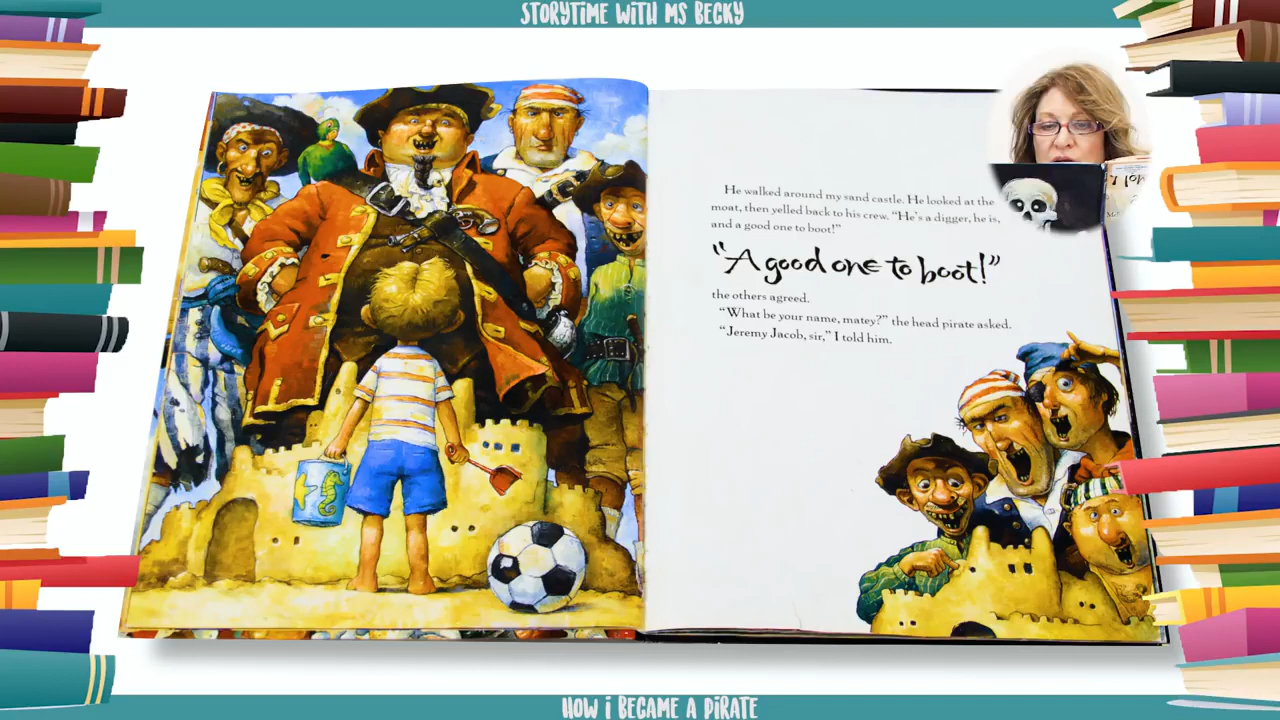 STORYTIME WITH MS BECKY
He walked around my sand castle. He looked at the
moat, then yelled back to his crew. "He's a digger, he is,
and a good one to boot!"
"A good one to boot!"
the others agreed.
"What be your name, matey?" the head pirate asked.
"Jeremy Jacob, sir," I told him.
HOW I BECAME A PIRATE